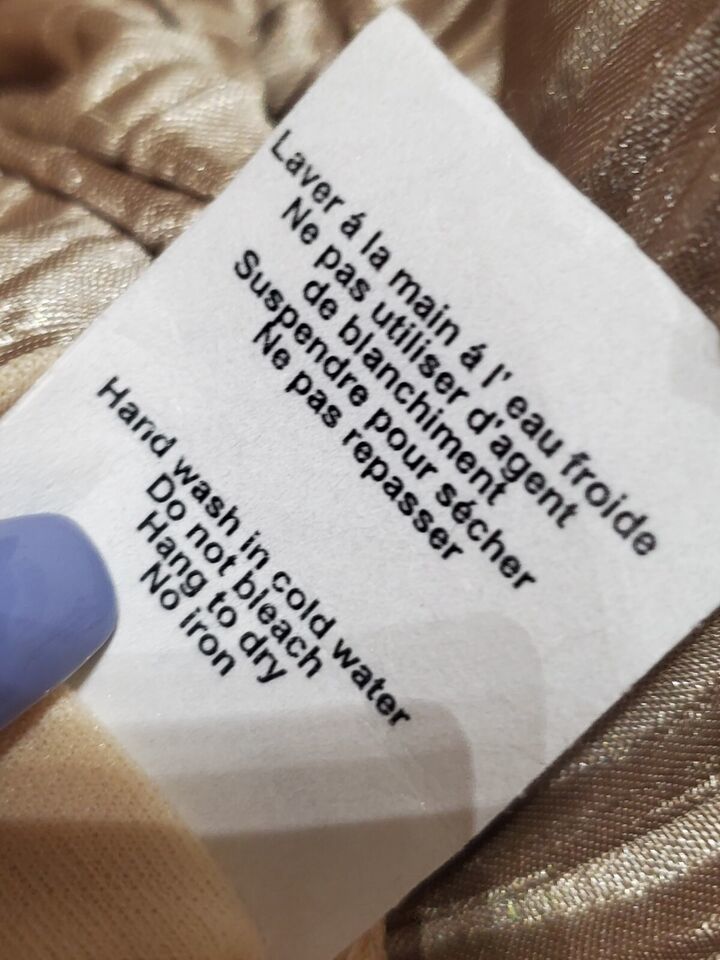 Laver á la main á l' eau froide
Ne pas utiliser d'agent
de blanchiment
Suspendre pour sécher
Ne pas repasser
Hand wash in cold water
Do not bleach
Hang to dry
No iron